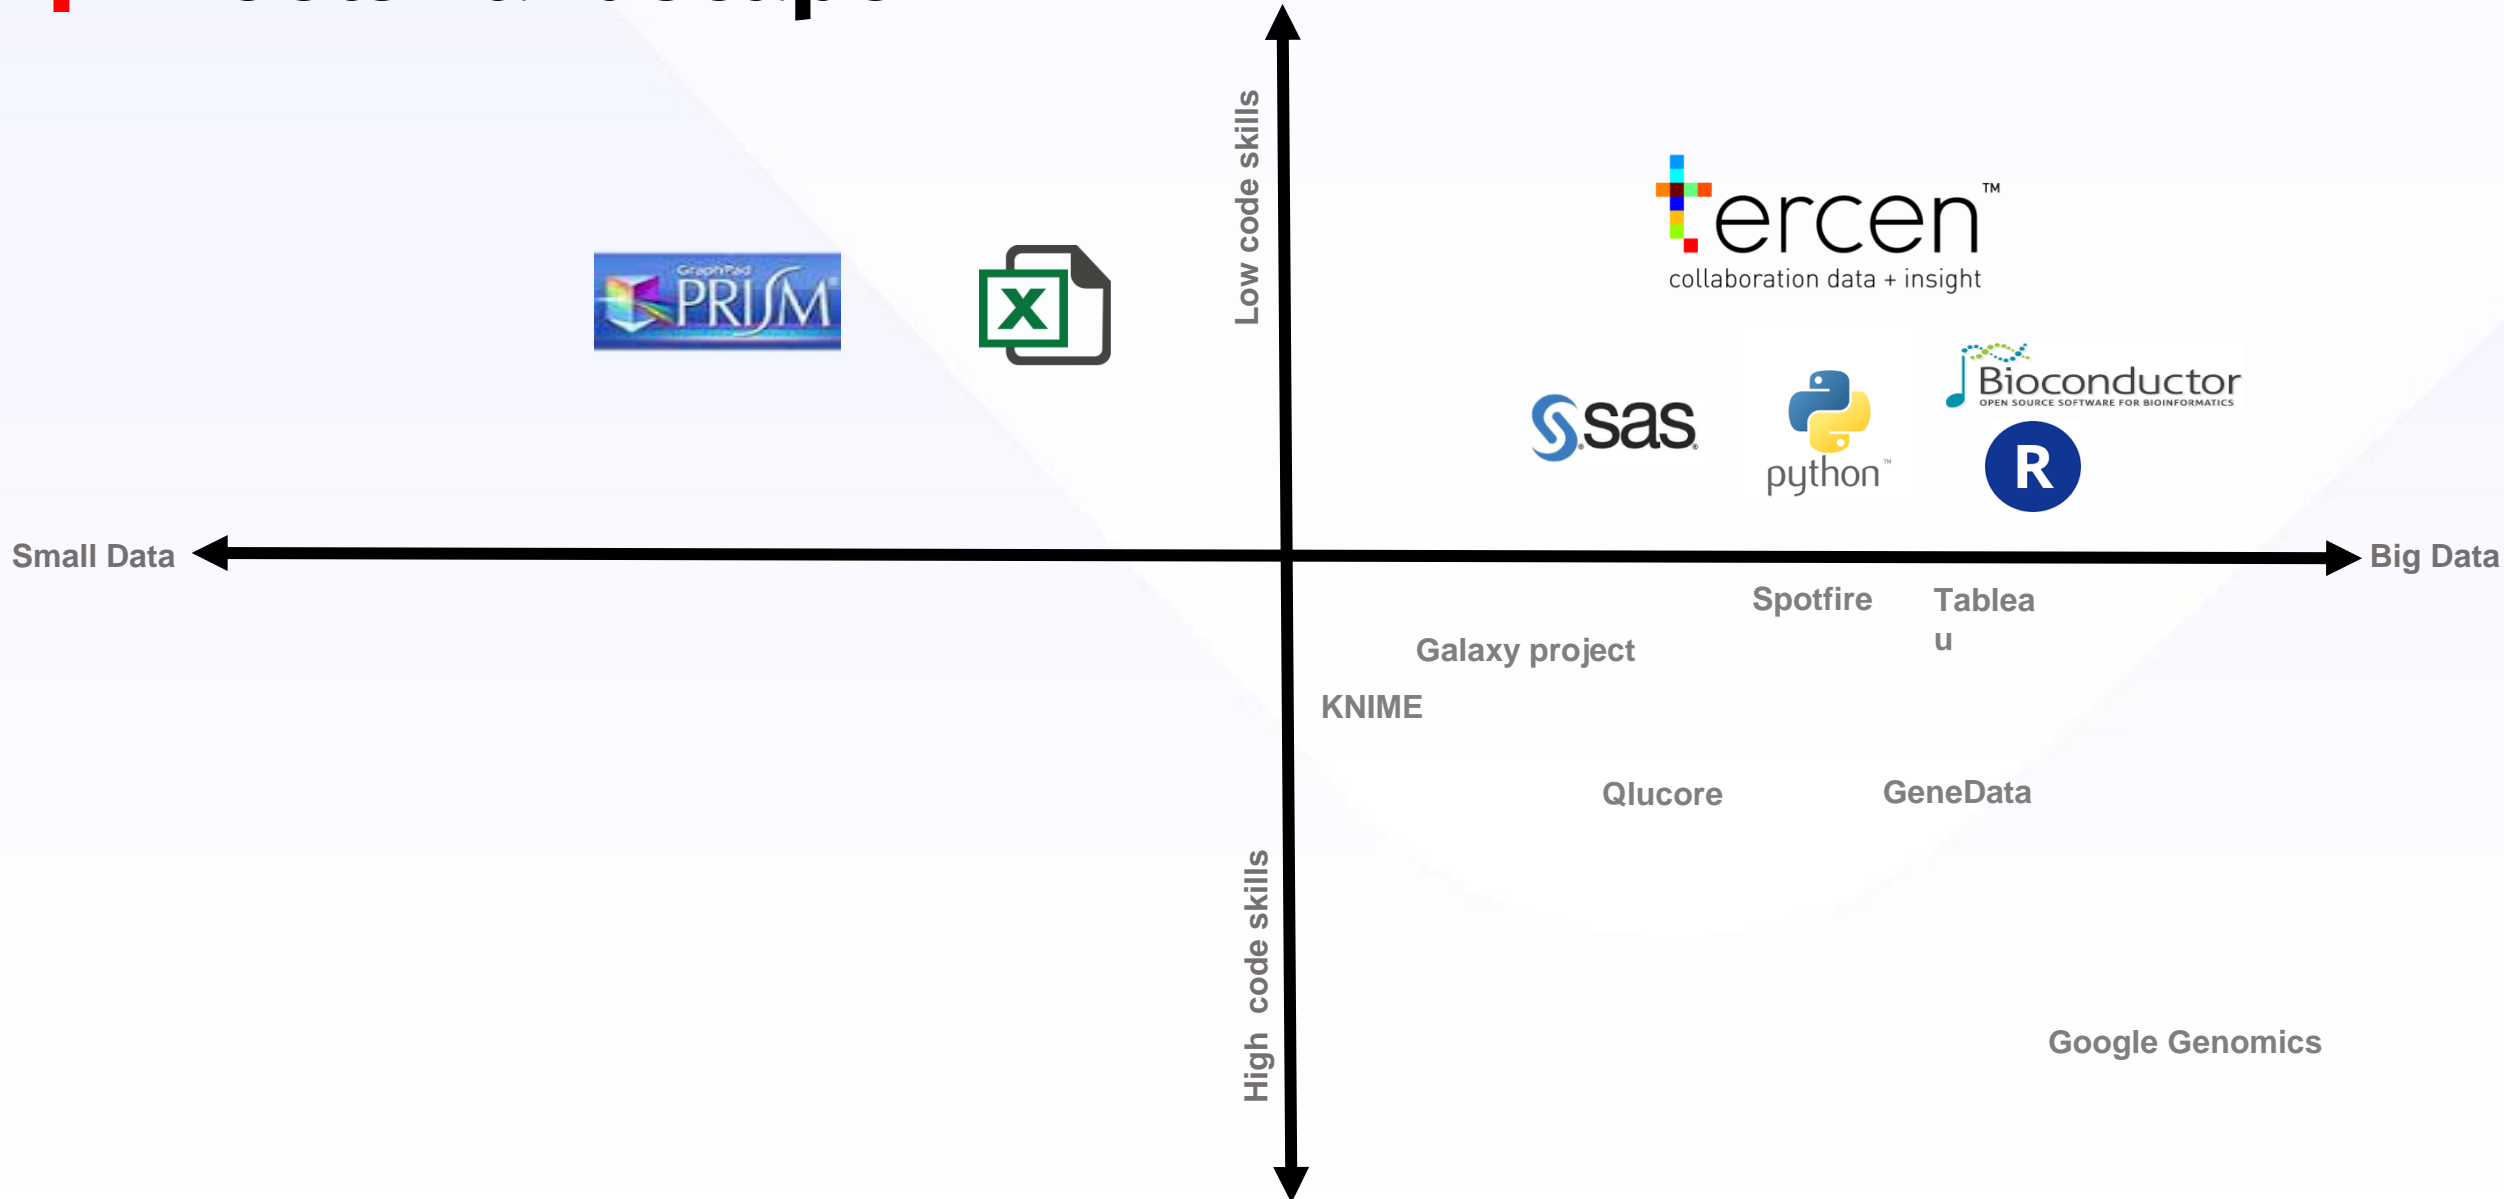 Low code skills
tercen™
collaboration data + insight
GraphPad
PRISM®
X
Bioconductor
OPEN SOURCE SOFTWARE FOR BIOINFORMATICS
sas®
python™
R
Small Data
Big Data
Spotfire
Tablea
u
Galaxy project
KNIME
Qlucore
GeneData
High code skills
Google Genomics